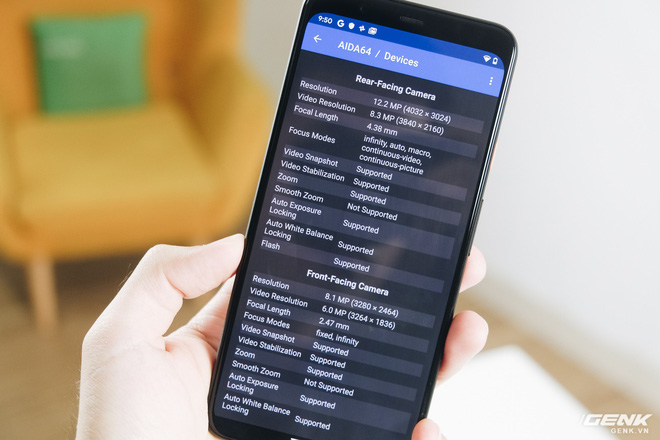 9:50 G
AIDA64 / Devices
Rear-Facing Camera
Resolution 12.2 MP (4032 × 3024)
Video Resolution 8.3 MP (3840 × 2160)
Focal Length 4.38 mm
Focus Modes infinity, auto, macro,
continuous-video,
continuous-picture
Video Snapshot Supported
Video Stabilization Supported
Zoom Supported
Smooth Zoom Not Supported
Auto Exposure
Locking Supported
Auto White Balance
Locking Supported
Flash Supported
Front-Facing Camera
Resolution 8.1 MP (3280 × 2464)
Video Resolution 6.0 MP (3264 × 1836)
Focal Length 2.47 mm
Focus Modes fixed, infinity
Video Snapshot Supported
Video Stabilization Supported
Zoom Supported
Smooth Zoom Not Supported
Auto Exposure
Locking Supported
Auto White Balance
Locking Supported
GENK
GENK.VN